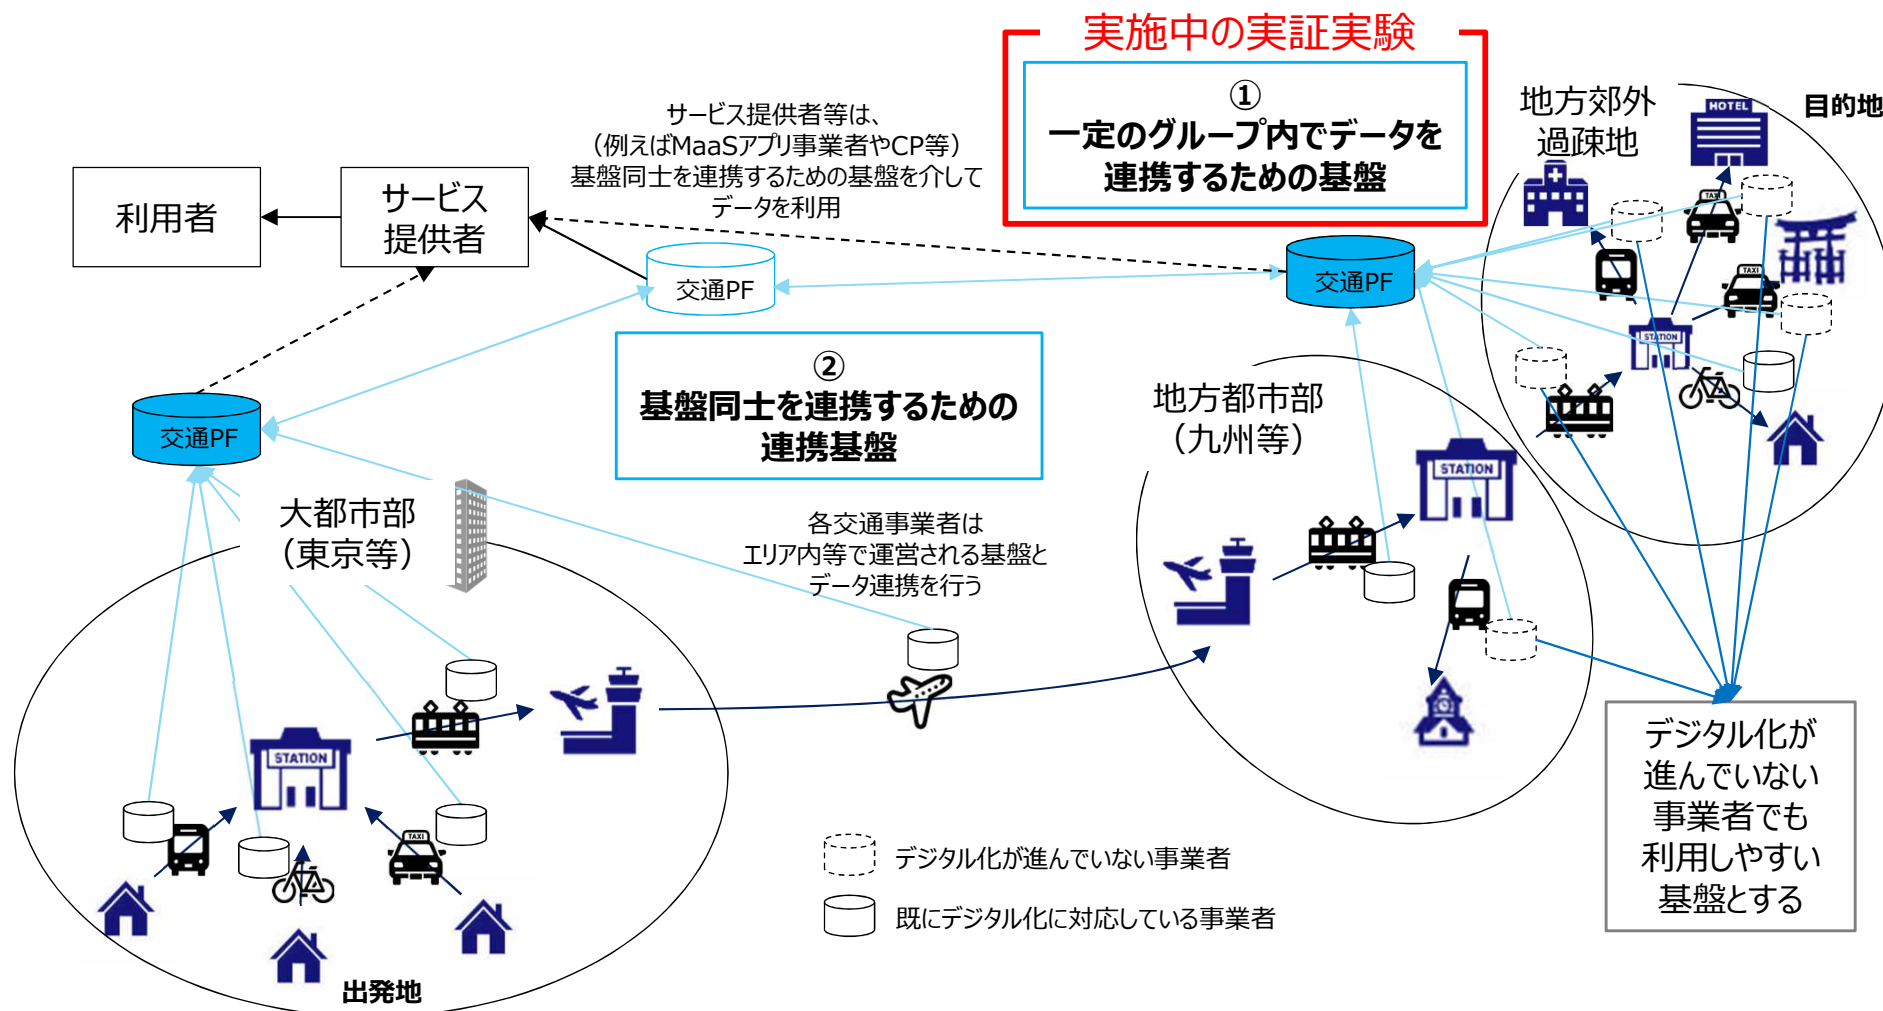 実施中の実証実験
①
一定のグループ内でデータを
連携するための基盤
サービス提供者等は、
（例えばMaaSアプリ事業者やCP等）
基盤同士を連携するための基盤を介して
データを利用
利用者
サービス
提供者
交通PF
交通PF
交通PF
②
基盤同士を連携するための
連携基盤
地方郊外
過疎地
目的地
HOTEL
TAXI
TAXI
STATION
地方都市部
（九州等）
STATION
大都市部
（東京等）
各交通事業者は
エリア内等で運営される基盤と
データ連携を行う
STATION
TAXI
出発地
デジタル化が進んでいない事業者
既にデジタル化に対応している事業者
デジタル化が
進んでいない
事業者でも
利用しやすい
基盤とする